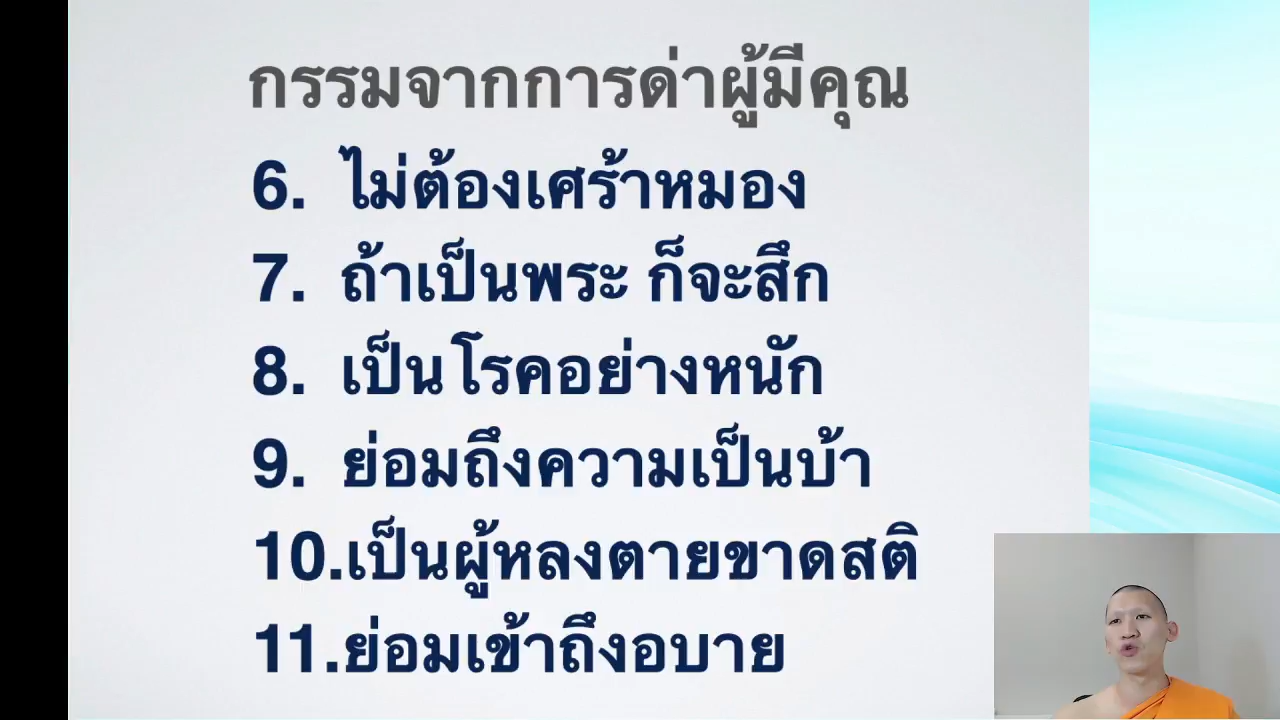 กรรมจากการด่าผู้มีคุณ
6. ไม่ต้องเศร้าหมอง
7. ถ้าเป็นพระ ก็จะสึก
8. เป็นโรคอย่างหนัก
9. ย่อมถึงความเป็นบ้า
10.เป็นผู้หลงตายขาดสติ
11.ย่อมเข้าถึงอบาย